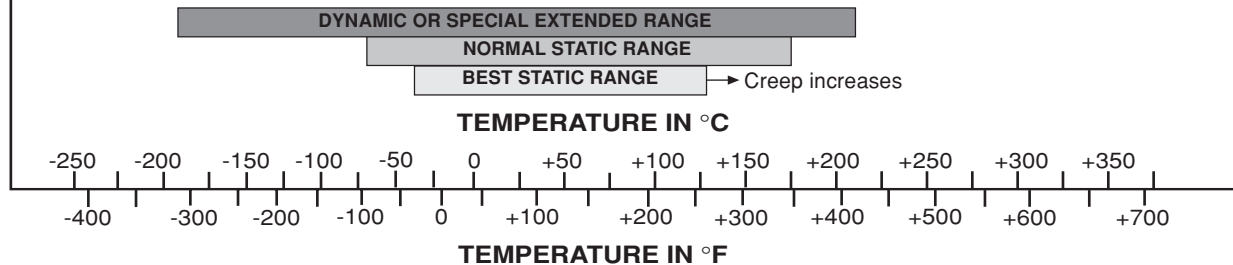 DYNAMIC OR SPECIAL EXTENDED RANGE
NORMAL STATIC RANGE
BEST STATIC RANGE
Creep increases
TEMPERATURE IN °C
-250 -200 -150 -100 -50 0 +50 +100 +150 +200 +250 +300 +350
-400 -300 -200 -100 0 +100 +200 +300 +400 +500 +600 +700
TEMPERATURE IN °F